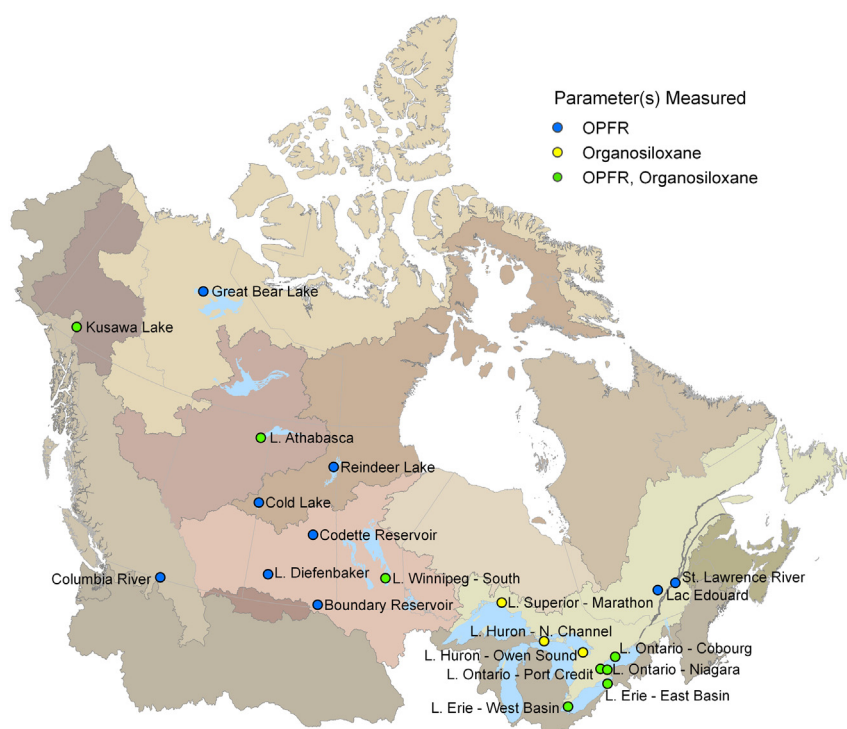 Parameter(s) Measured
OPFR
Organosiloxane
OPFR, Organosiloxane
Great Bear Lake
Kusawa Lake
L. Athabasca
Reindeer Lake
Cold Lake
Codette Reservoir
Columbia River
L. Diefenbaker
L. Winnipeg - South
St. Lawrence River
Lac Edouard
Boundary Reservoir
L. Superior - Marathon
L. Huron - N. Channel
L. Ontario - Cobourg
L. Huron - Owen Sound
L. Ontario - Port Credit
L. Ontario - Niagara
L. Erie - East Basin
L. Erie - West Basin